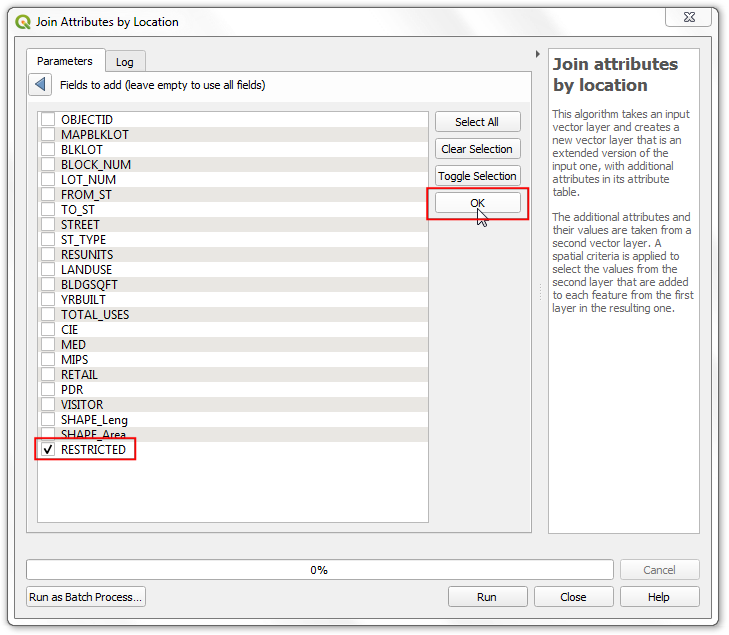 Join Attributes by Location
Parameters
Log
Fields to add (leave empty to use all fields)
OBJECTID
MAPBLKLOT
BLKLOT
BLOCK_NUM
LOT_NUM
FROM_ST
TO_ST
STREET
ST_TYPE
RESUNITS
LANDUSE
BLDGSQFT
YRBUILT
TOTAL_USES
CIE
MED
MIPS
RETAIL
PDR
VISITOR
SHAPE_Leng
SHAPE_Area
RESTRICTED
Select All
Clear Selection
Toggle Selection
OK
Join attributes
by location
This algorithm takes an input
vector layer and creates a
new vector layer that is an
extended version of the
input one, with additional
attributes in its attribute
table.
The additional attributes and
their values are taken from a
second vector layer. A
spatial criteria is applied to
select the values from the
second layer that are added
to each feature from the first
layer in the resulting one.
0%
Cancel
Run as Batch Process...
Run
Close
Help